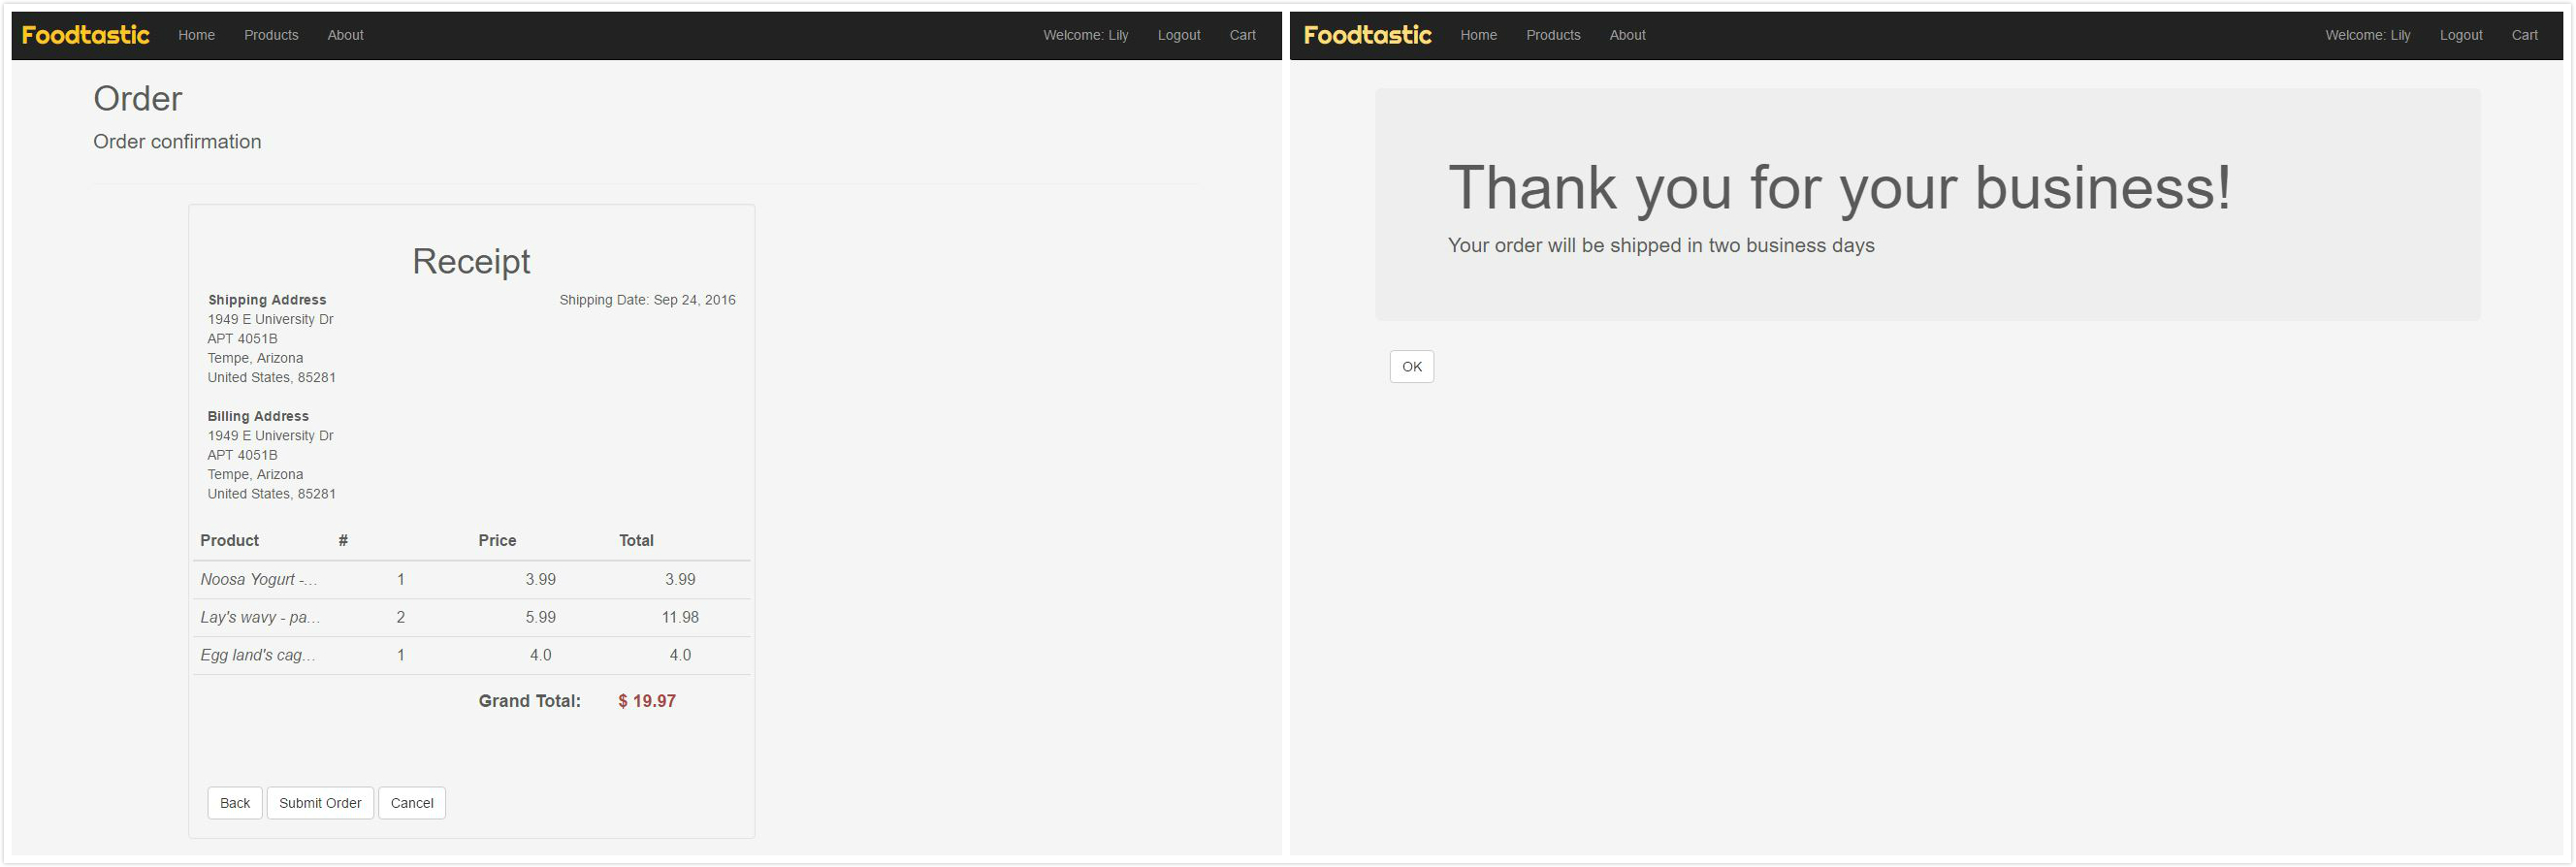 Foodtastic Home Products About Welcome: Lily Logout Cart
Order
Order confirmation
Receipt
Shipping Address Shipping Date: Sep 24, 2016
1949 E University Dr
APT 4051B
Tempe, Arizona
United States, 85281
Billing Address
1949 E University Dr
APT 4051B
Tempe, Arizona
United States, 85281
Product # Price Total
Noosa Yogurt -... 1 3.99 3.99
Lay's wavy - pa... 2 5.99 11.98
Egg land's cag... 1 4.0 4.0
Grand Total: $ 19.97
Back Submit Order Cancel
Foodtastic Home Products About Welcome: Lily Logout Cart
Thank you for your business!
Your order will be shipped in two business days
OK